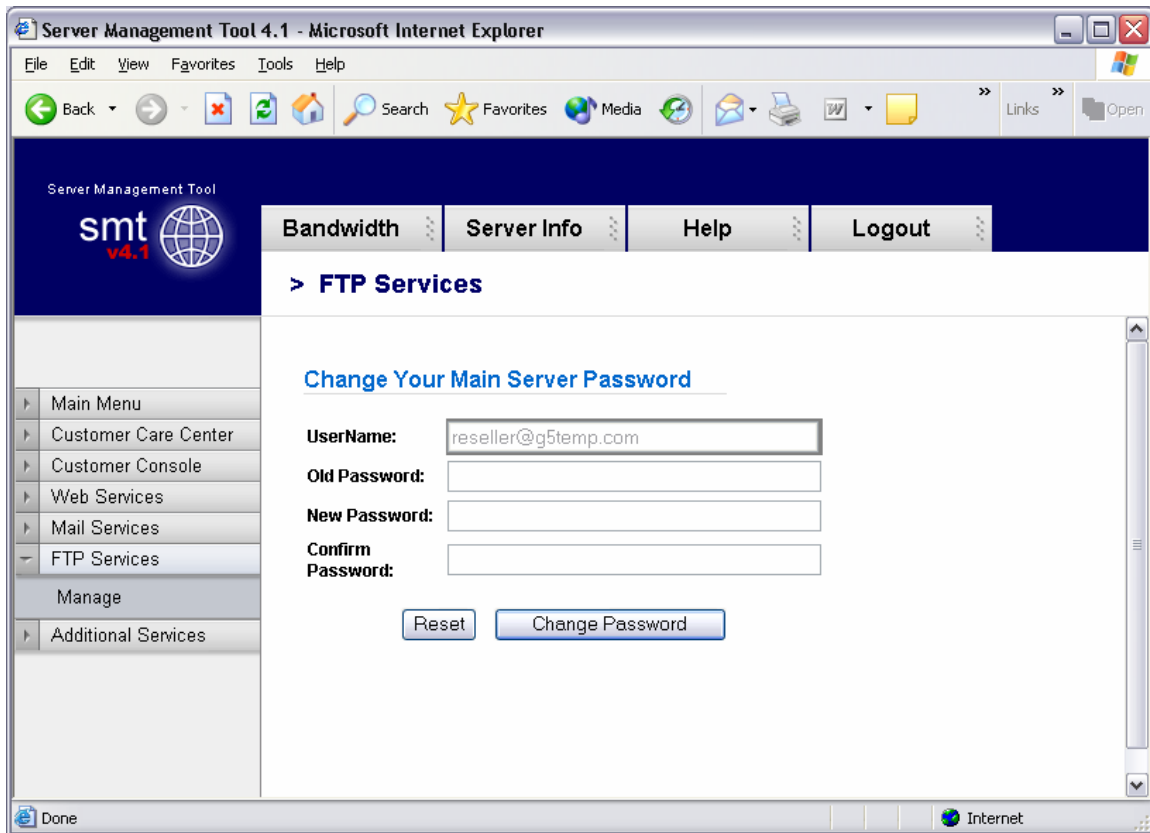 Server Management Tool 4.1 - Microsoft Internet Explorer
File Edit View Favorites Tools Help
Back Search Favorites Media W » Links » Open
Server Management Tool
smt
v4.1
Bandwidth Server Info Help Logout
> FTP Services
Change Your Main Server Password
Main Menu
Customer Care Center
Customer Console
Web Services
Mail Services
FTP Services
Manage
Additional Services
UserName: reseller@g5temp.com
Old Password:
New Password:
Confirm
Password:
Reset Change Password
Done Internet